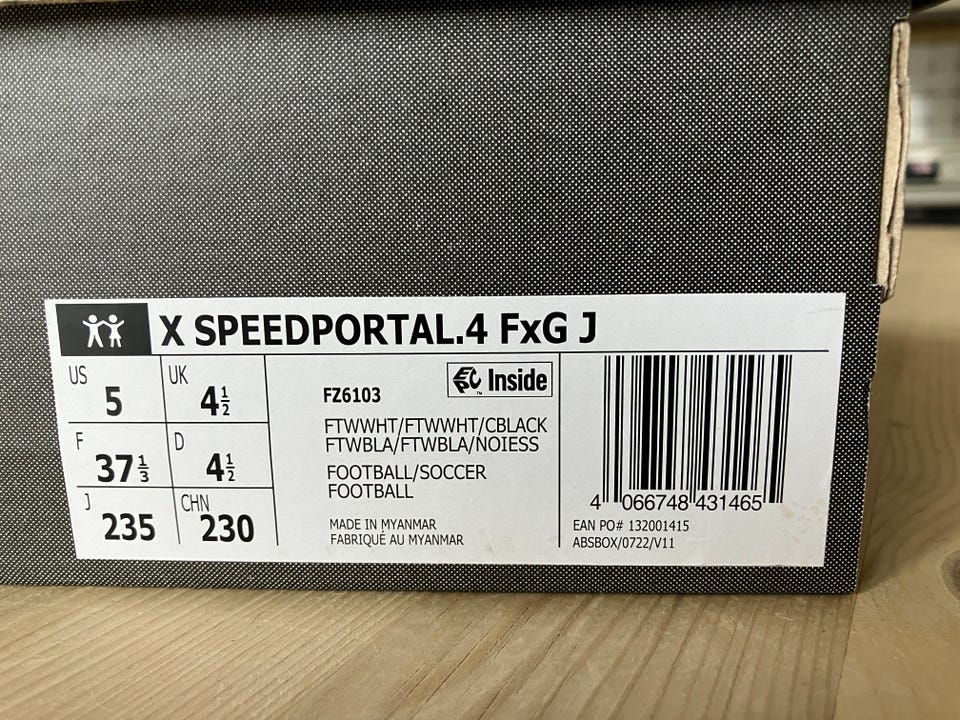 X SPEEDPORTAL.4 FxG J
US 5 UK 4½
F 37⅓ D 4½
J 235 CHN 230
Inside
™
FZ6103
FTWWHT/FTWWHT/CBLACK
FTWBLA/FTWBLA/NOIESS
FOOTBALL/SOCCER
FOOTBALL
MADE IN MYANMAR
FABRIQUÉ AU MYANMAR
4 066748 431465
EAN PO# 132001415
ABSBOX/0722/V11